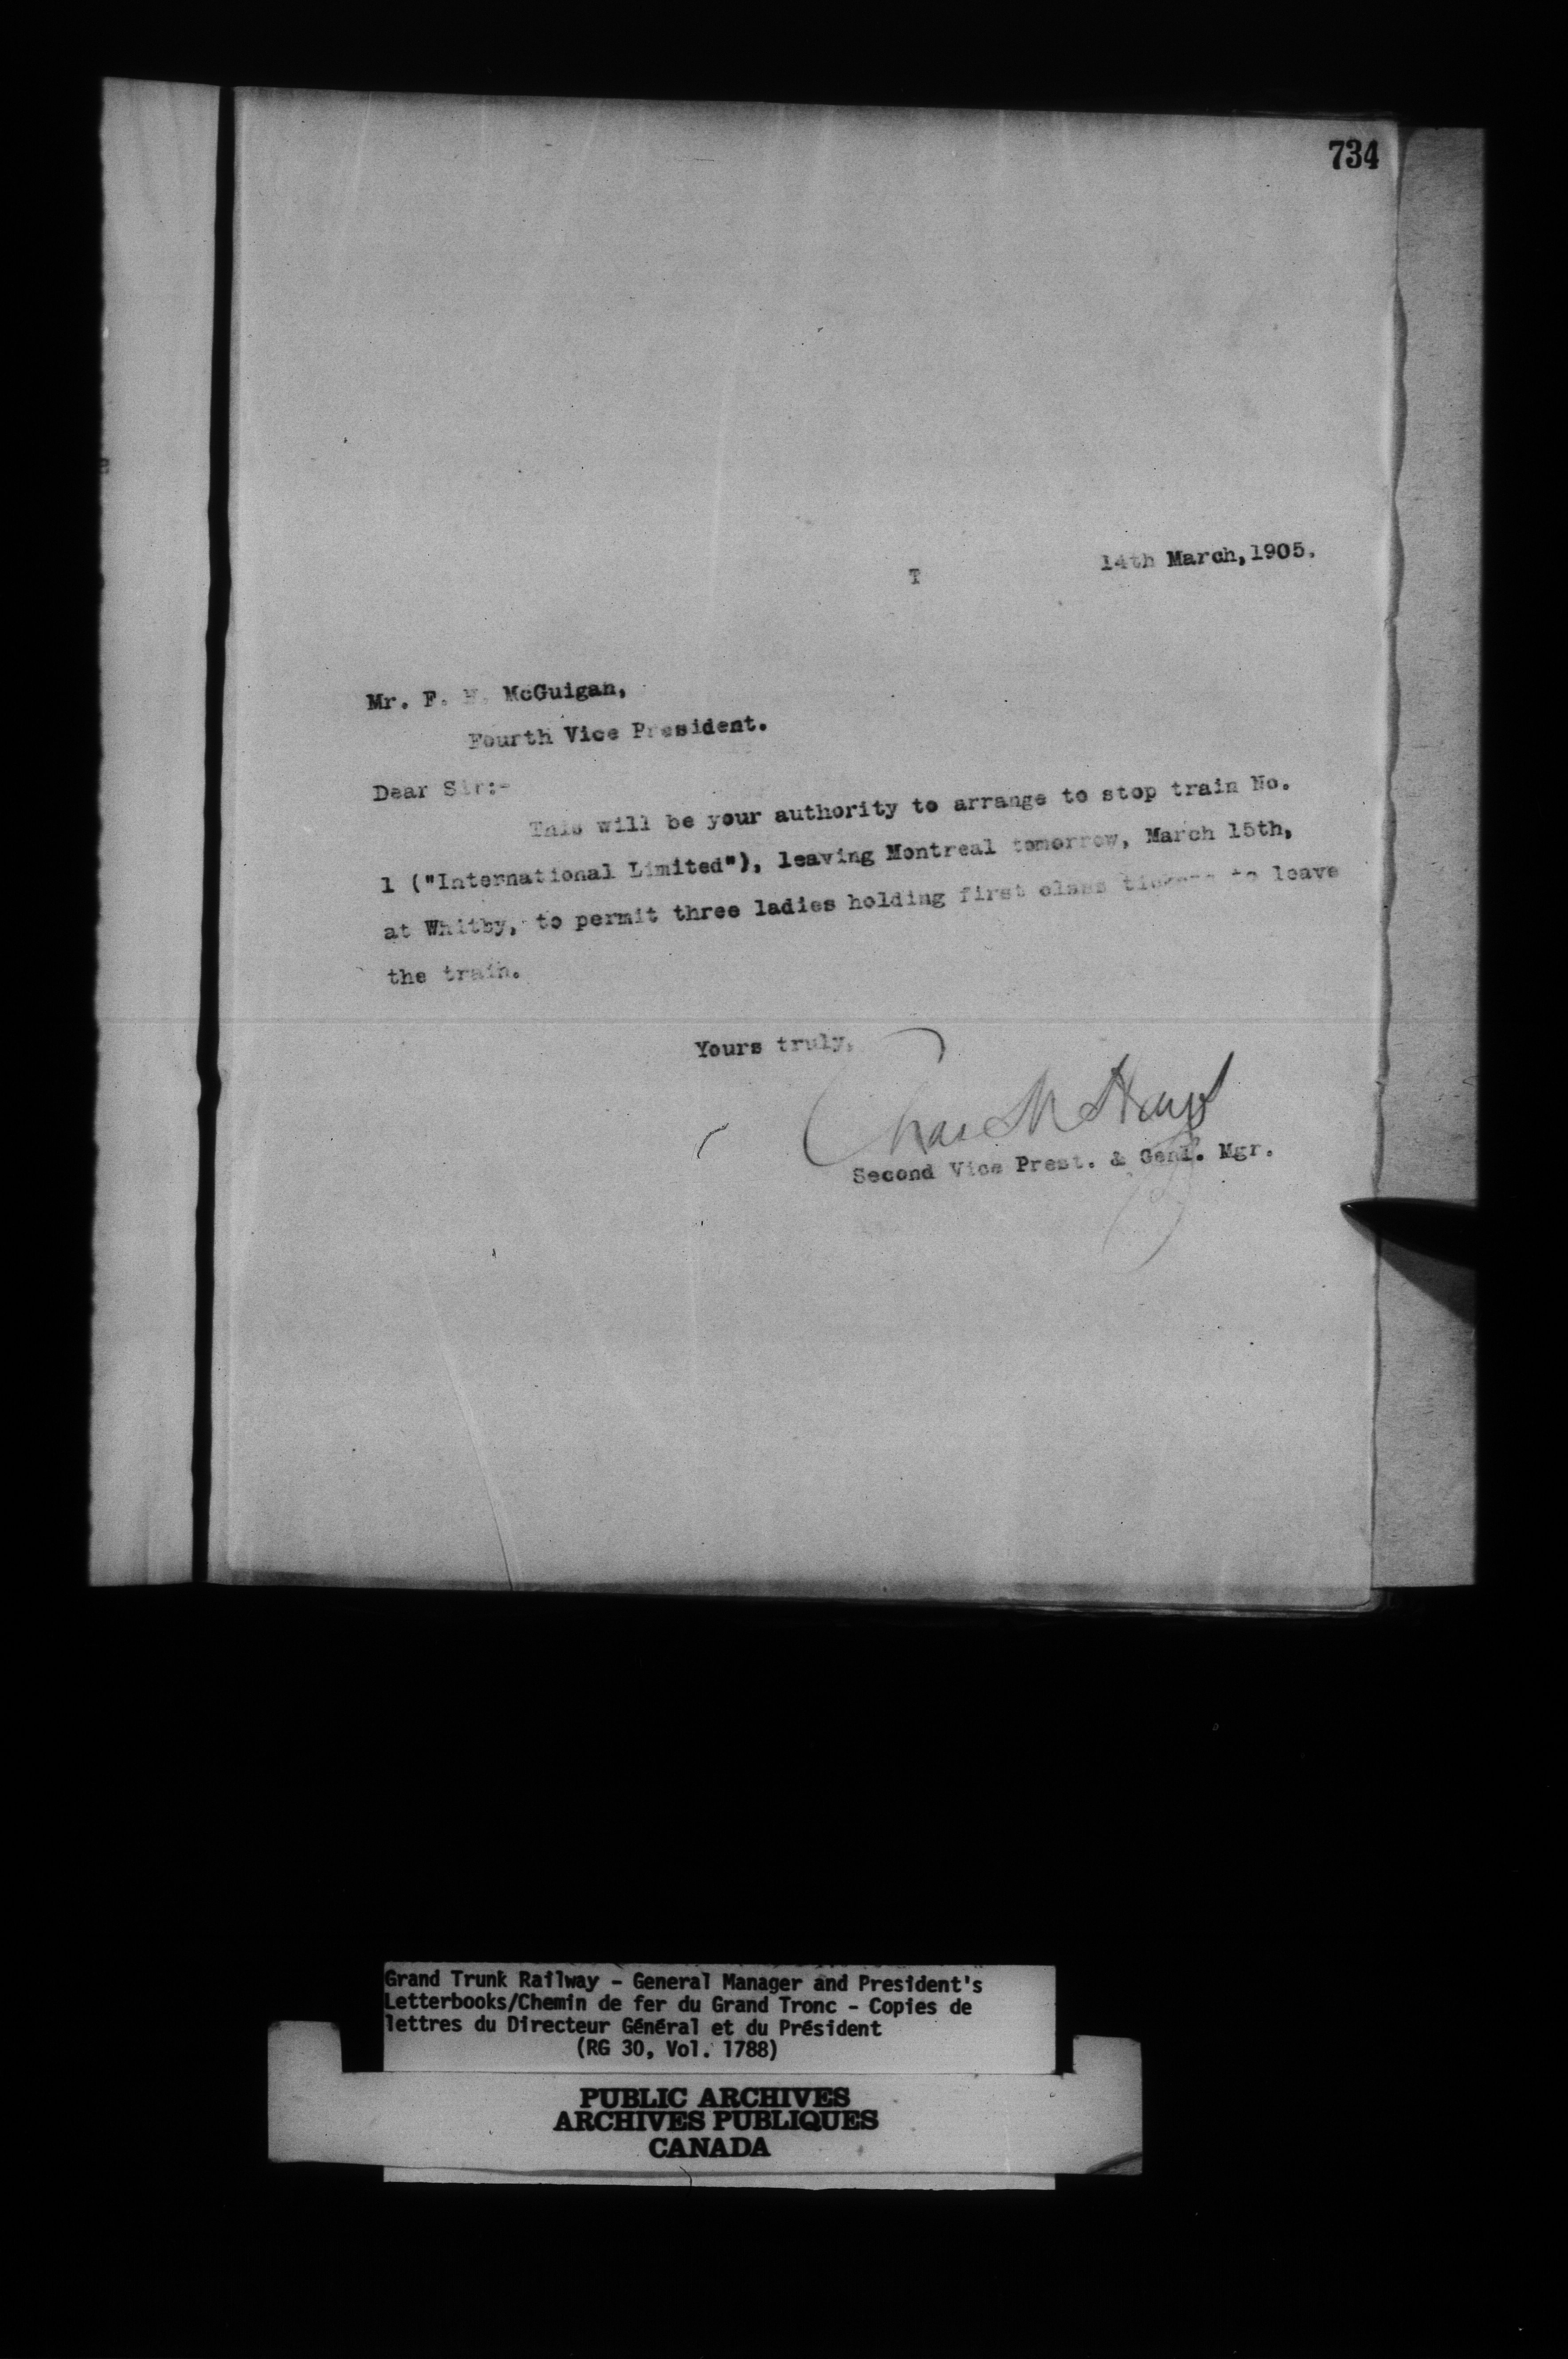 734
14th March, 1905.
T
Mr. F. H. McGuigan,
Fourth Vice President.
Dear Sir:-
This will be your authority to arrange to stop train No.
1 ("International Limited"), leaving Montreal tomorrow, March 15th,
at Whitby, to permit three ladies holding first class tickets to leave
the train.
Yours truly,
Chas M Hays
Second Vice Prest. & Genl. Mgr.
Grand Trunk Railway - General Manager and President's
Letterbooks/Chemin de fer du Grand Tronc - Copies de
lettres du Directeur Général et du Président
(RG 30, Vol. 1788)
PUBLIC ARCHIVES
ARCHIVES PUBLIQUES
CANADA